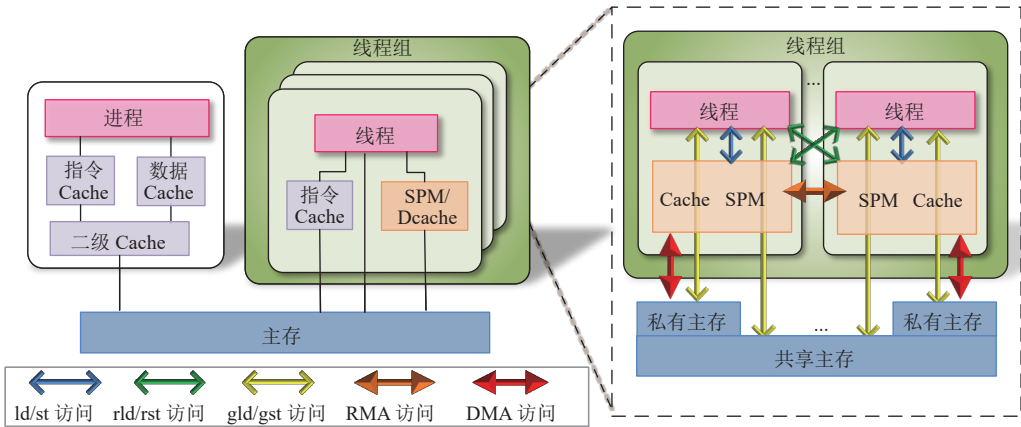 进程
指令
Cache
数据
Cache
二级 Cache
线程组
线程
指令
Cache
SPM/
Dcache
主存
线程组
...
线程
线程
Cache SPM
SPM Cache
私有主存
...
私有主存
共享主存
ld/st 访问
rld/rst 访问
gld/gst 访问
RMA 访问
DMA 访问